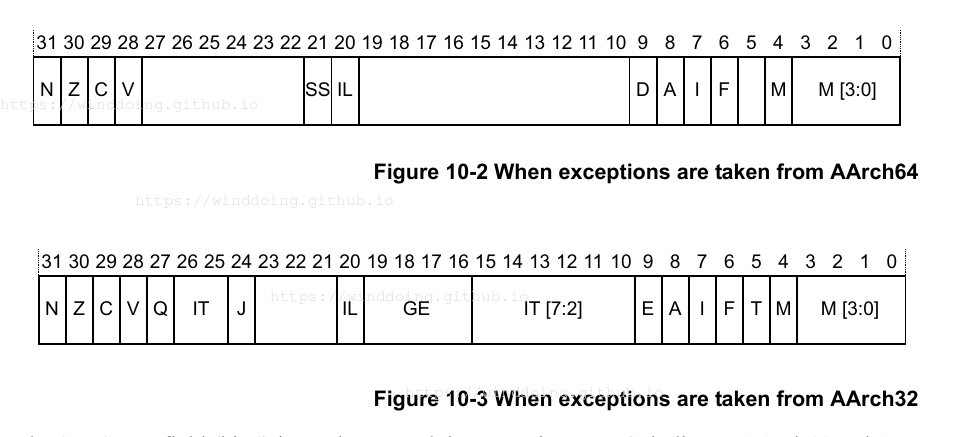 31 30 29 28 27 26 25 24 23 22 21 20 19 18 17 16 15 14 13 12 11 10 9 8 7 6 5 4 3 2 1 0
N Z C V SS IL D A I F M M [3:0]
https://winddoing.github.io
Figure 10-2 When exceptions are taken from AArch64
https://winddoing.github.io
31 30 29 28 27 26 25 24 23 22 21 20 19 18 17 16 15 14 13 12 11 10 9 8 7 6 5 4 3 2 1 0
https://winddoing.github.io
N Z C V Q IT J IL GE IT [7:2] E A I F T M M [3:0]
https://winddoing.github.io
Figure 10-3 When exceptions are taken from AArch32